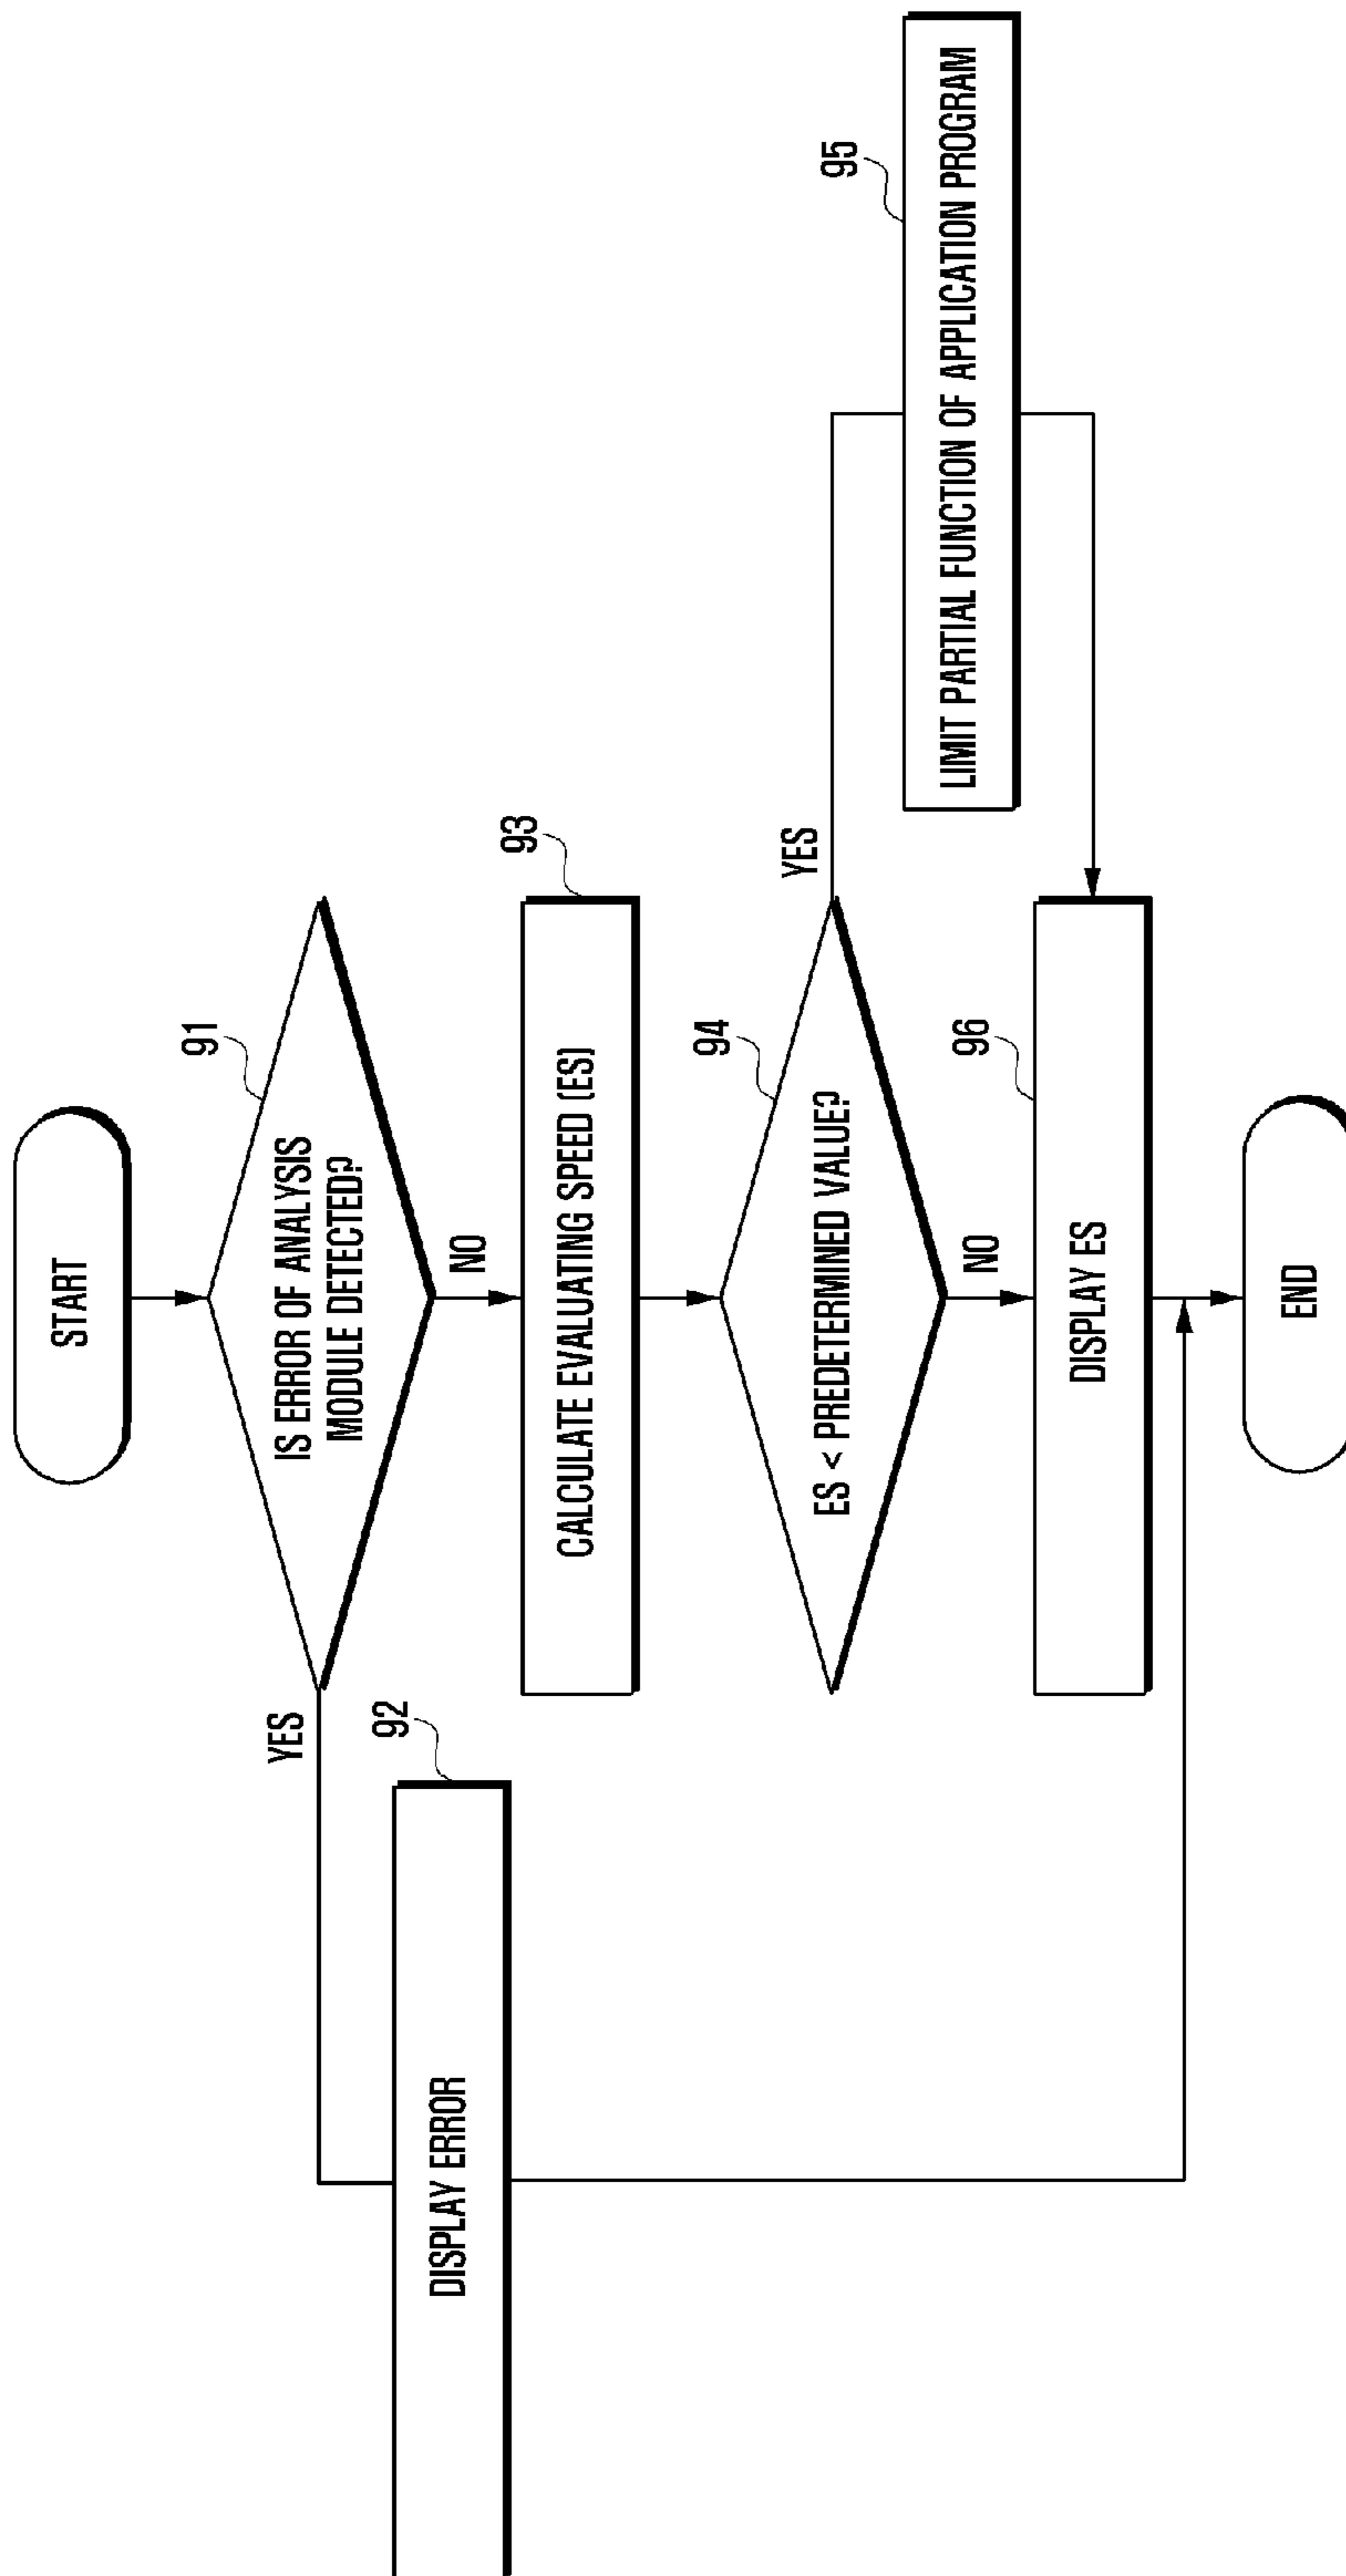 START
91
IS ERROR OF ANALYSIS
MODULE DETECTED?
YES
NO
92
DISPLAY ERROR
93
CALCULATE EVALUATING SPEED (ES)
94
ES < PREDETERMINED VALUE?
YES
NO
95
LIMIT PARTIAL FUNCTION OF APPLICATION PROGRAM
96
DISPLAY ES
END